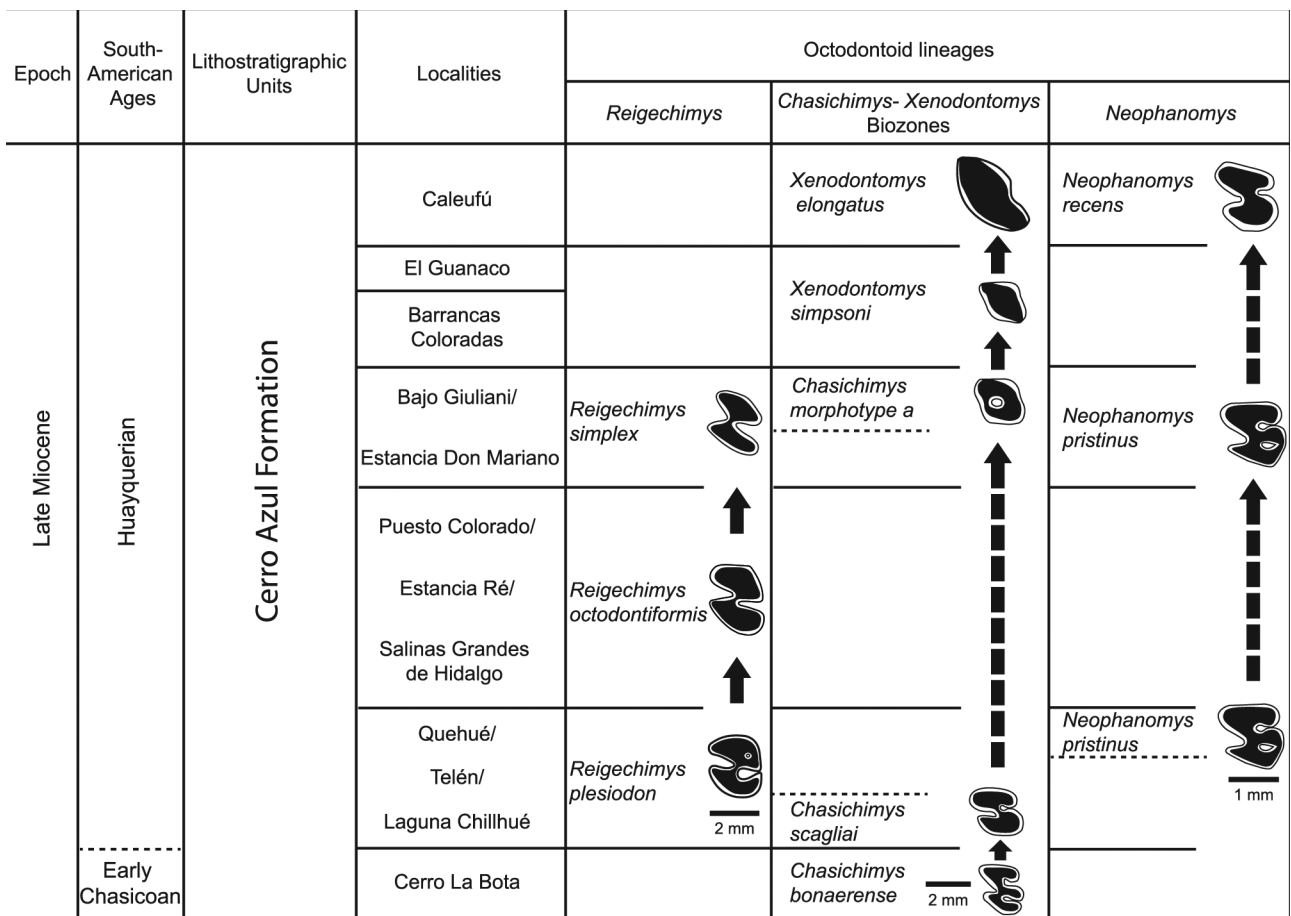 Epoch
South-
American
Ages
Lithostratigraphic
Units
Localities
Octodontoid lineages
Reigechimys
Chasichimys- Xenodontomys
Biozones
Neophanomys
Late Miocene
Huayquerian
Early
Chasicoan
Cerro Azul Formation
Caleufú
Xenodontomys
elongatus
Neophanomys
recens
El Guanaco
Barrancas
Coloradas
Xenodontomys
simpsoni
Bajo Giuliani/
Estancia Don Mariano
Reigechimys
simplex
Chasichimys
morphotype a
Neophanomys
pristinus
Puesto Colorado/
Estancia Ré/
Salinas Grandes
de Hidalgo
Reigechimys
octodontiformis
Quehué/
Telén/
Laguna Chillhué
Reigechimys
plesiodon
2 mm
Chasichimys
scagliai
Neophanomys
pristinus
1 mm
Cerro La Bota
Chasichimys
bonaerense
2 mm